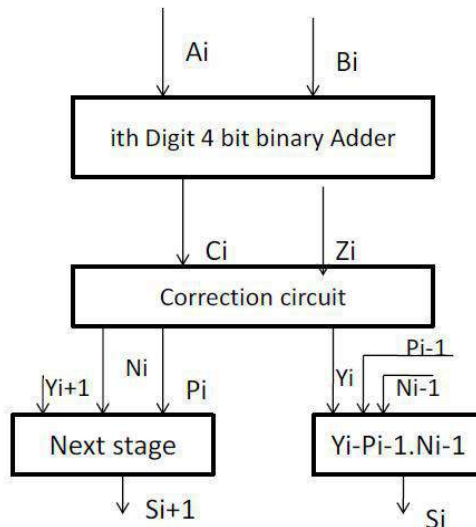 Ai
Bi
ith Digit 4 bit binary Adder
Ci
Zi
Correction circuit
Pi-1
Ni
Yi
Yi+1
Pi
Ni-1
Next stage
Yi-Pi-1.Ni-1
Si+1
Si